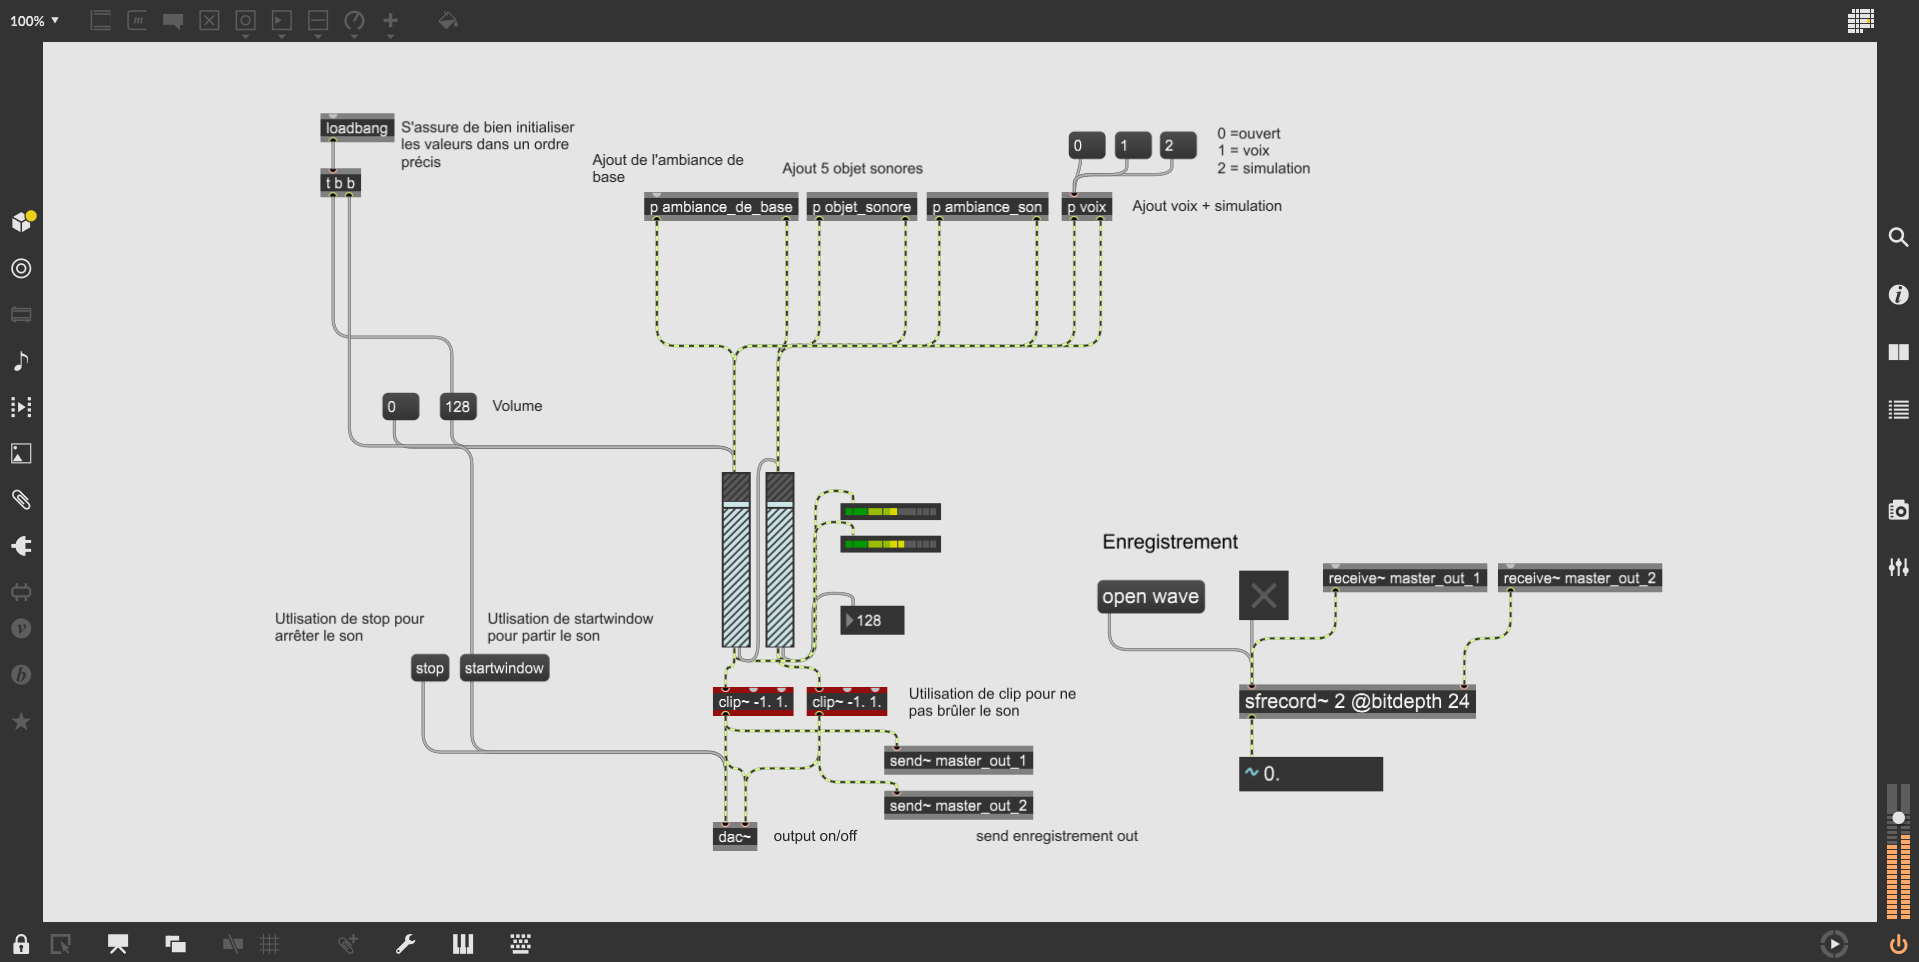 100%
loadbang
S'assure de bien initialiser
les valeurs dans un ordre
précis
t b b
Ajout de l'ambiance de
base
Ajout 5 objet sonores
0
1
2
0 =ouvert
1 = voix
2 = simulation
p ambiance_de_base
p objet_sonore
p ambiance_son
p voix
Ajout voix + simulation
0
128
Volume
128
Utlisation de stop pour
arrêter le son
Utlisation de startwindow
pour partir le son
stop
startwindow
clip~ -1. 1.
clip~ -1. 1.
Utilisation de clip pour ne
pas brûler le son
send~ master_out_1
send~ master_out_2
dac~
output on/off
send enregistrement out
Enregistrement
open wave
receive~ master_out_1
receive~ master_out_2
sfrecord~ 2 @bitdepth 24
0.